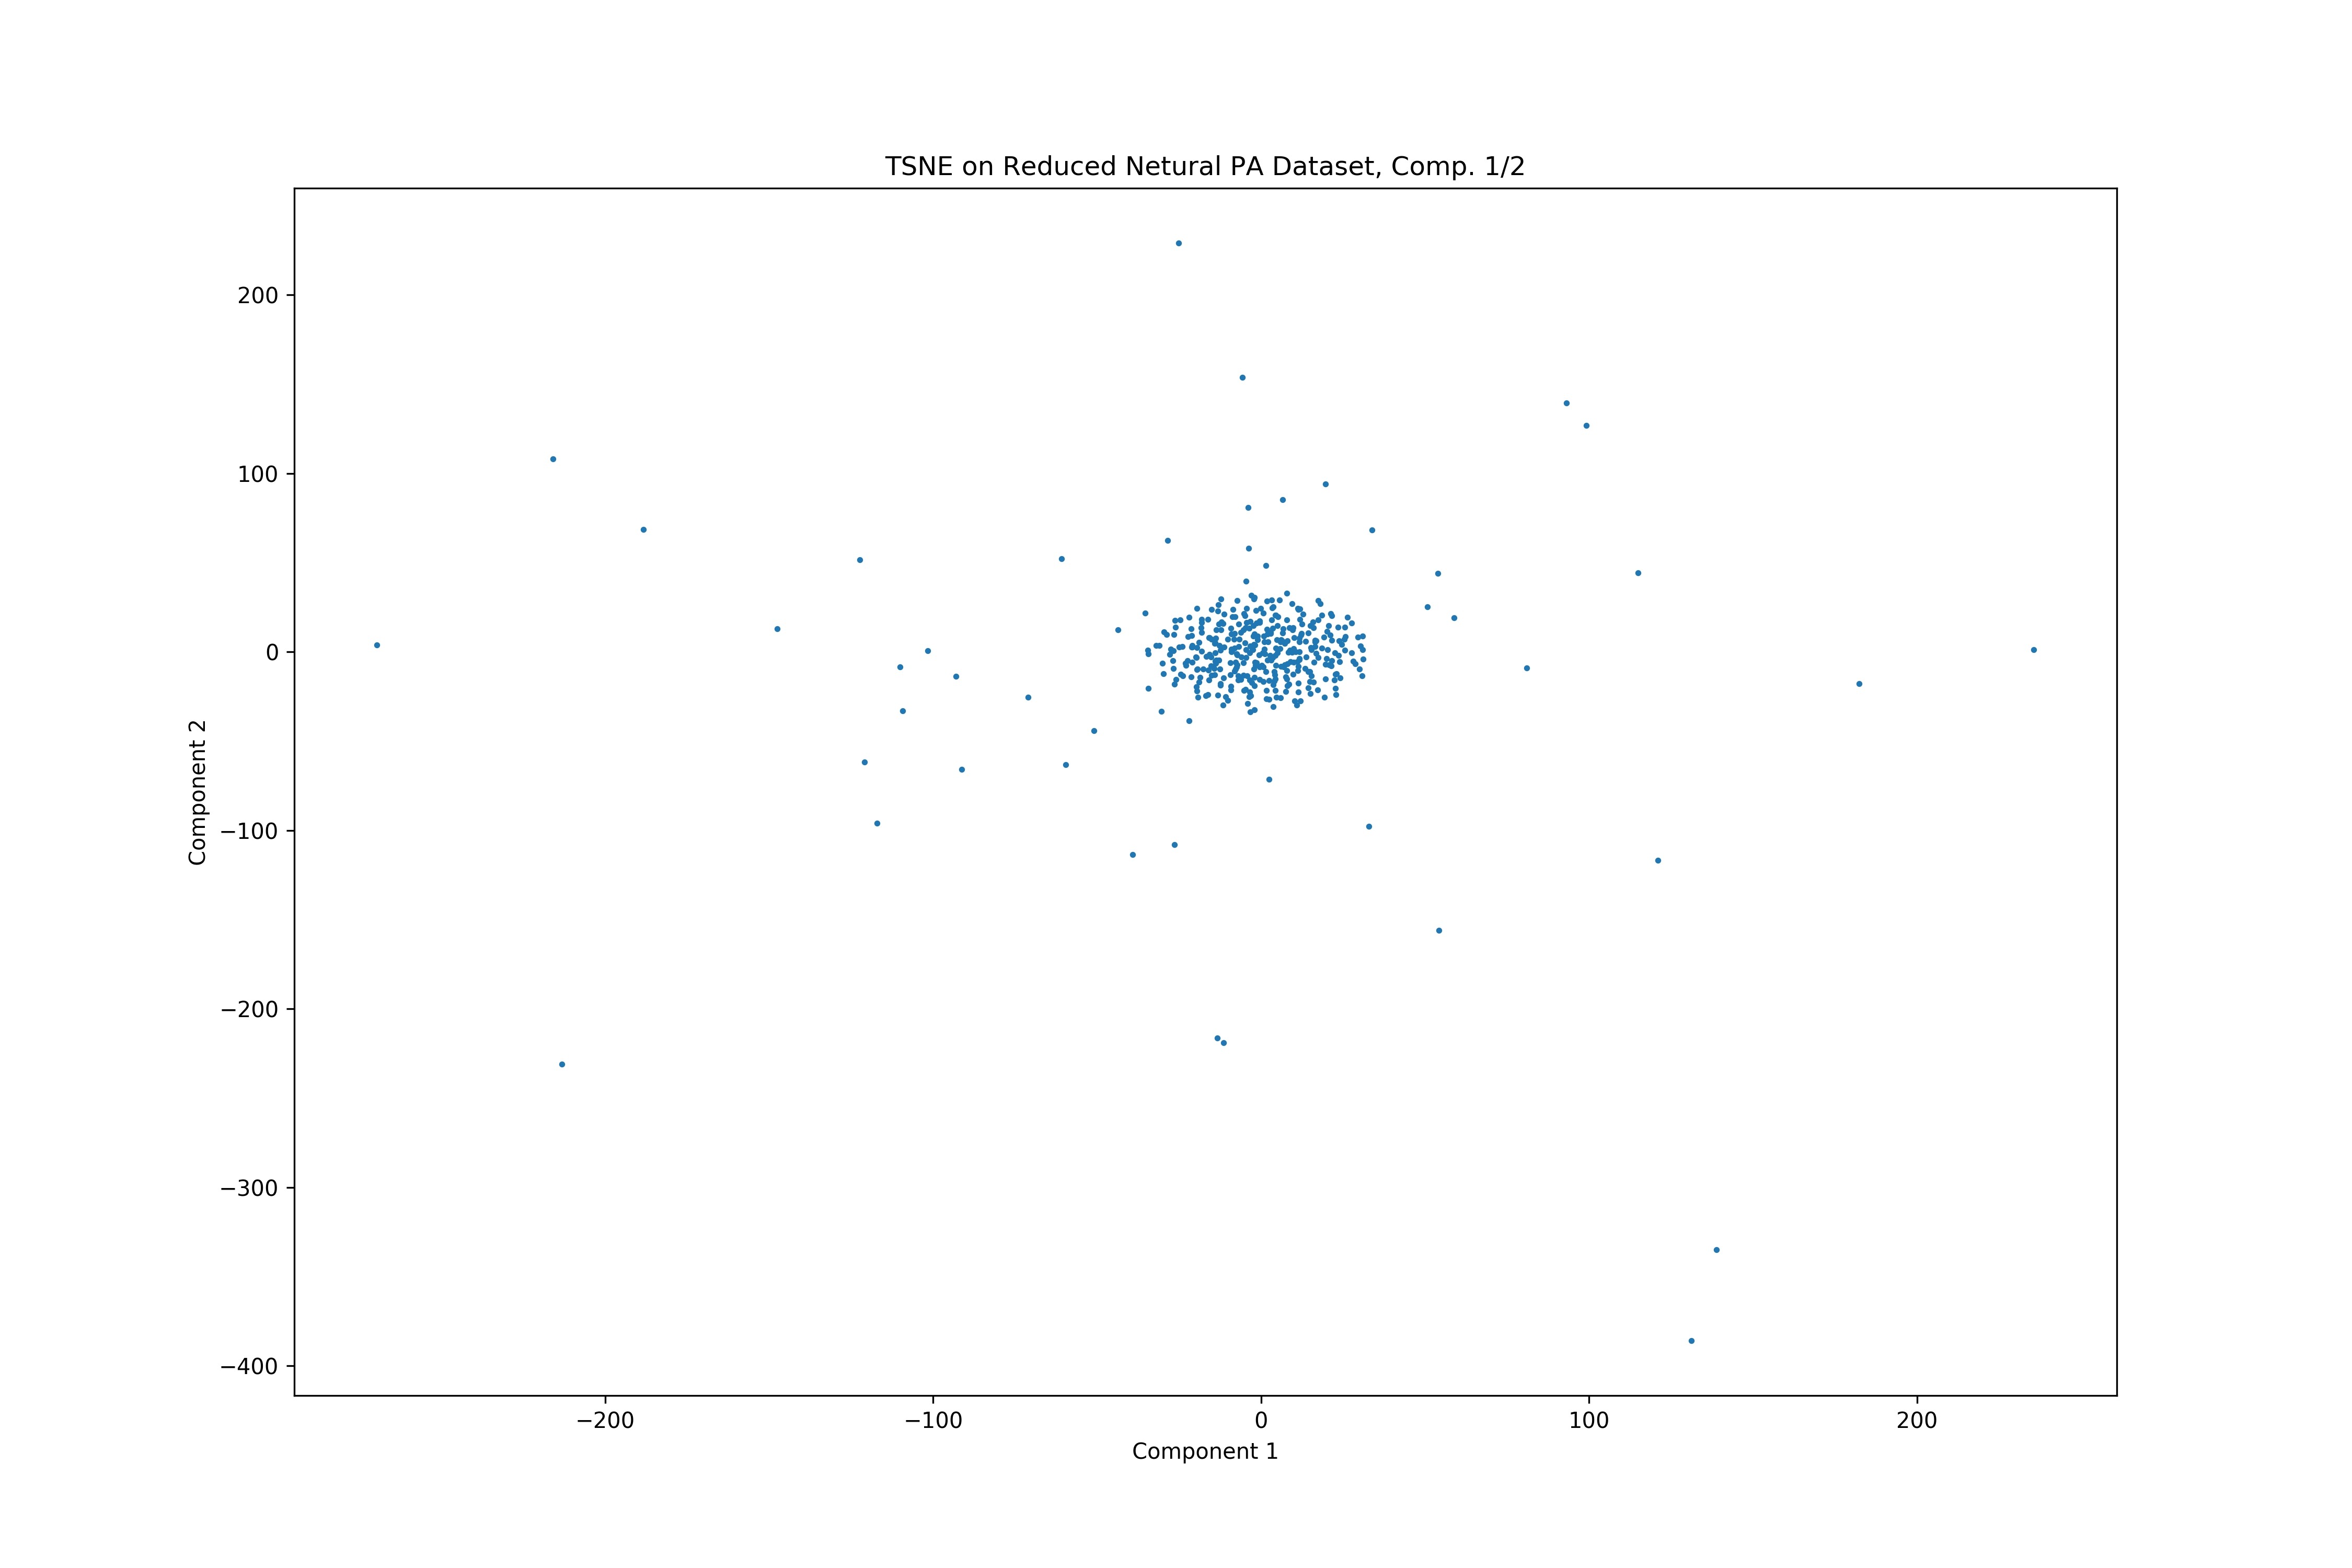 TSNE on Reduced Netural PA Dataset, Comp. 1/2
200
100
0
−100
−200
−300
−400
Component 2
−200 −100 0 100 200
Component 1